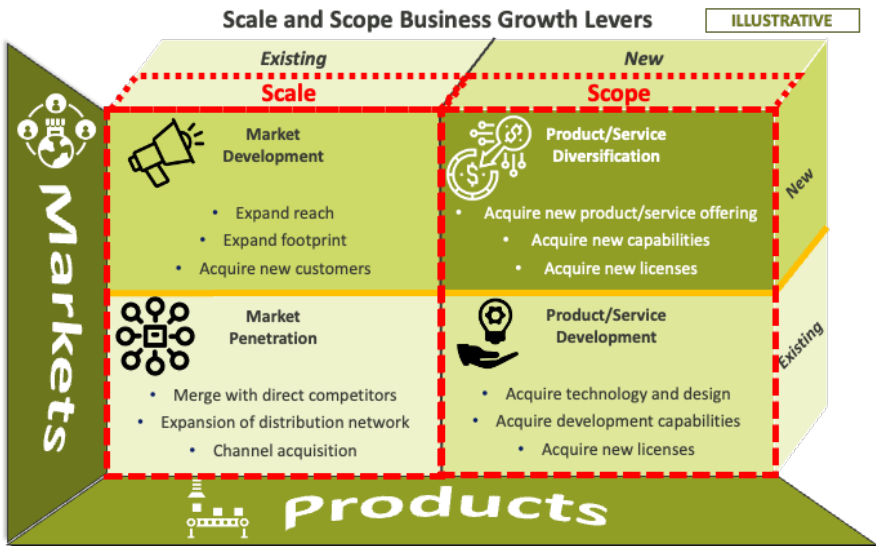 Scale and Scope Business Growth Levers
ILLUSTRATIVE
Existing
New
Scale
Scope
Markets
Market
Development
• Expand reach
• Expand footprint
• Acquire new customers
Product/Service
Diversification
• Acquire new product/service offering
• Acquire new capabilities
• Acquire new licenses
New
Market
Penetration
• Merge with direct competitors
• Expansion of distribution network
• Channel acquisition
Product/Service
Development
• Acquire technology and design
• Acquire development capabilities
• Acquire new licenses
Existing
Products